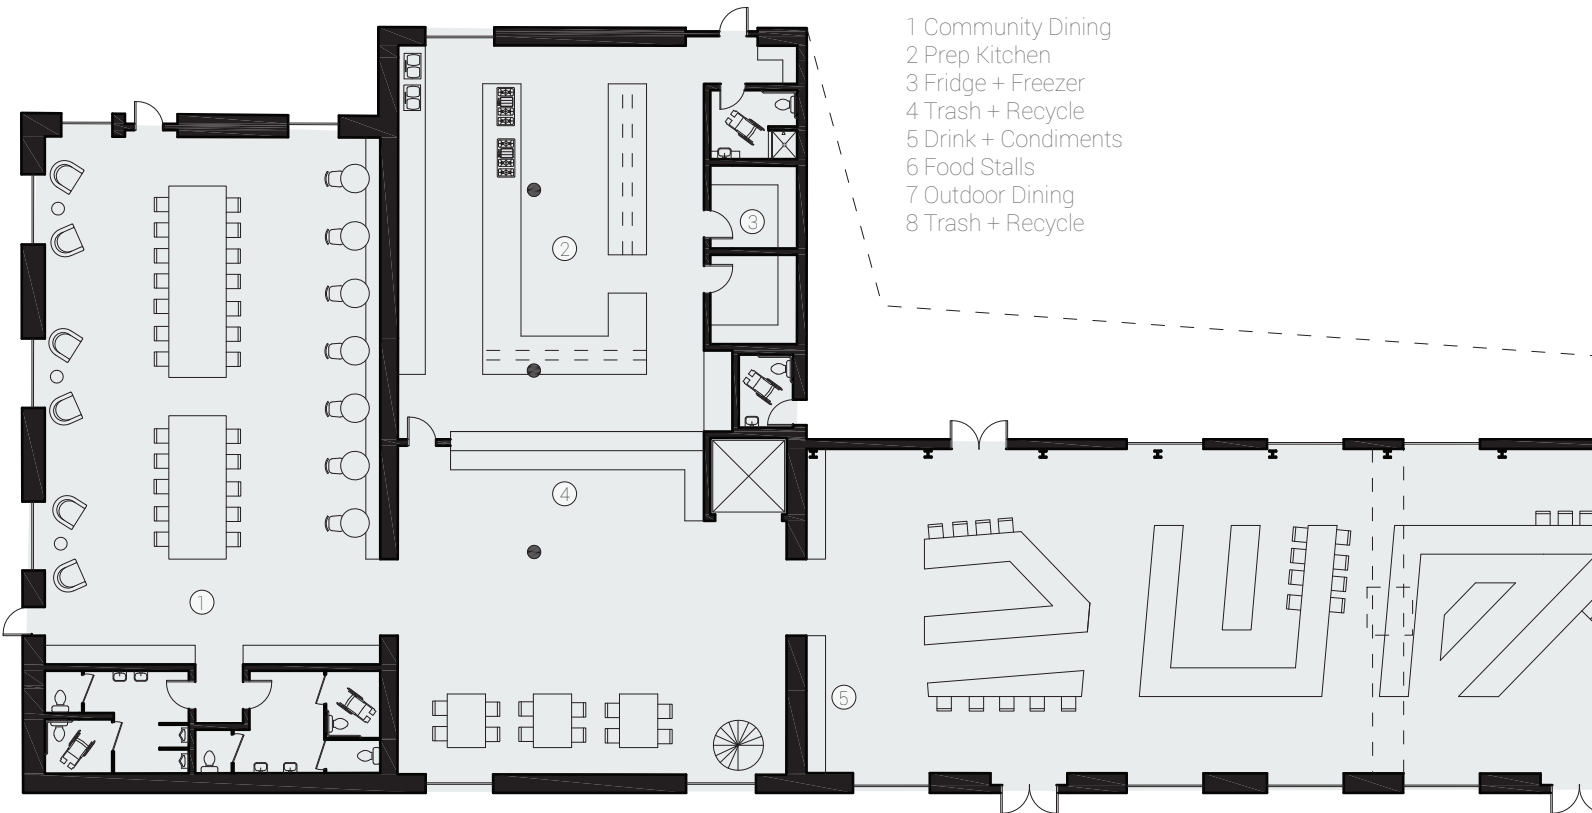 1 Community Dining
2 Prep Kitchen
3 Fridge + Freezer
4 Trash + Recycle
5 Drink + Condiments
6 Food Stalls
7 Outdoor Dining
8 Trash + Recycle
3
2
4
1
5